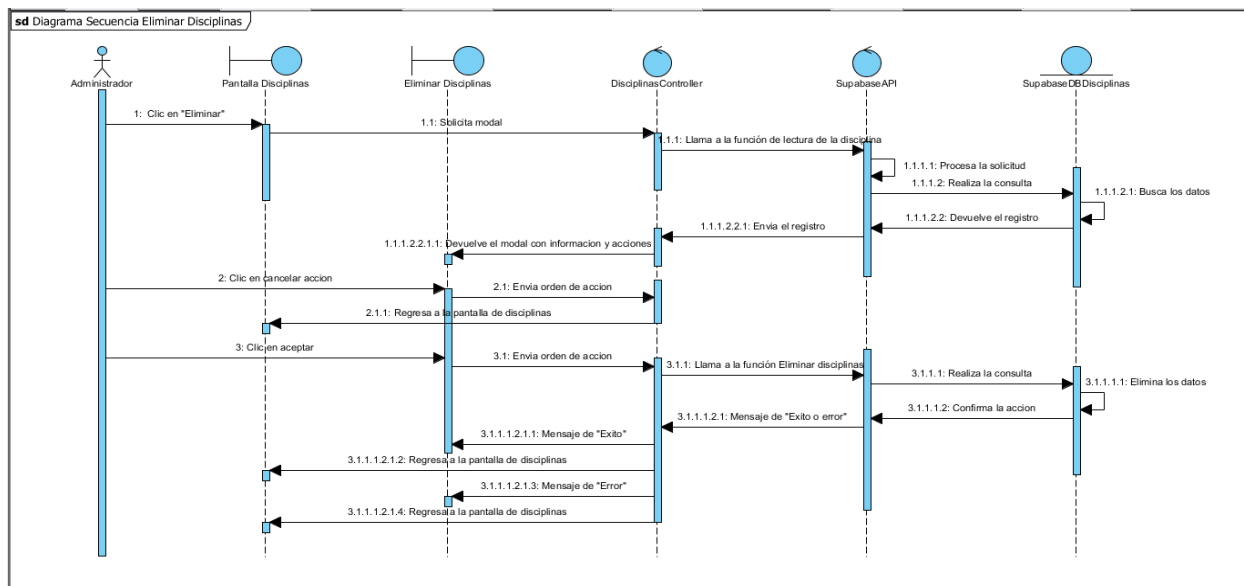 sd Diagrama Secuencia Eliminar Disciplinas
Administrador
Pantalla Disciplinas
Eliminar Disciplinas
DisciplinasController
SupabaseAPI
SupabaseDBDisciplinas
1: Clic en "Eliminar"
1.1: Solicita modal
1.1.1: Llama a la función de lectura de la disciplina
1.1.1.1: Procesa la solicitud
1.1.1.2: Realiza la consulta
1.1.1.2.1: Busca los datos
1.1.1.2.2: Devuelve el registro
1.1.1.2.2.1: Envia el registro
1.1.1.2.2.1.1: Devuelve el modal con informacion y acciones
2: Clic en cancelar accion
2.1: Envia orden de accion
2.1.1: Regresa a la pantalla de disciplinas
3: Clic en aceptar
3.1: Envia orden de accion
3.1.1: Llama a la función Eliminar disciplinas
3.1.1.1: Realiza la consulta
3.1.1.1.1: Elimina los datos
3.1.1.1.2: Confirma la accion
3.1.1.1.2.1: Mensaje de "Exito o error"
3.1.1.1.2.1.1: Mensaje de "Exito"
3.1.1.1.2.1.2: Regresa a la pantalla de disciplinas
3.1.1.1.2.1.3: Mensaje de "Error"
3.1.1.1.2.1.4: Regresa a la pantalla de disciplinas